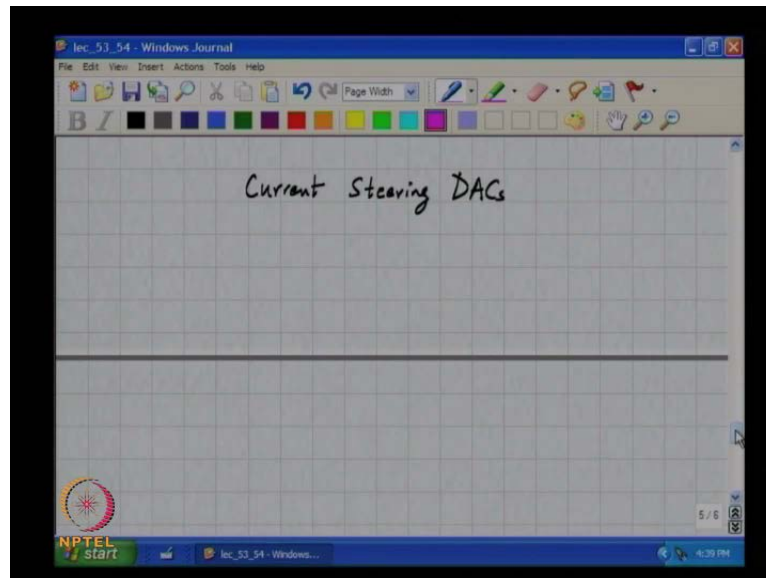 lec_53_54 - Windows Journal
File Edit View Insert Actions Tools Help
Page Width
B I
Current Steering DACs
5 / 6
NPTEL
start lec_53_54 - Windows... 4:39 PM